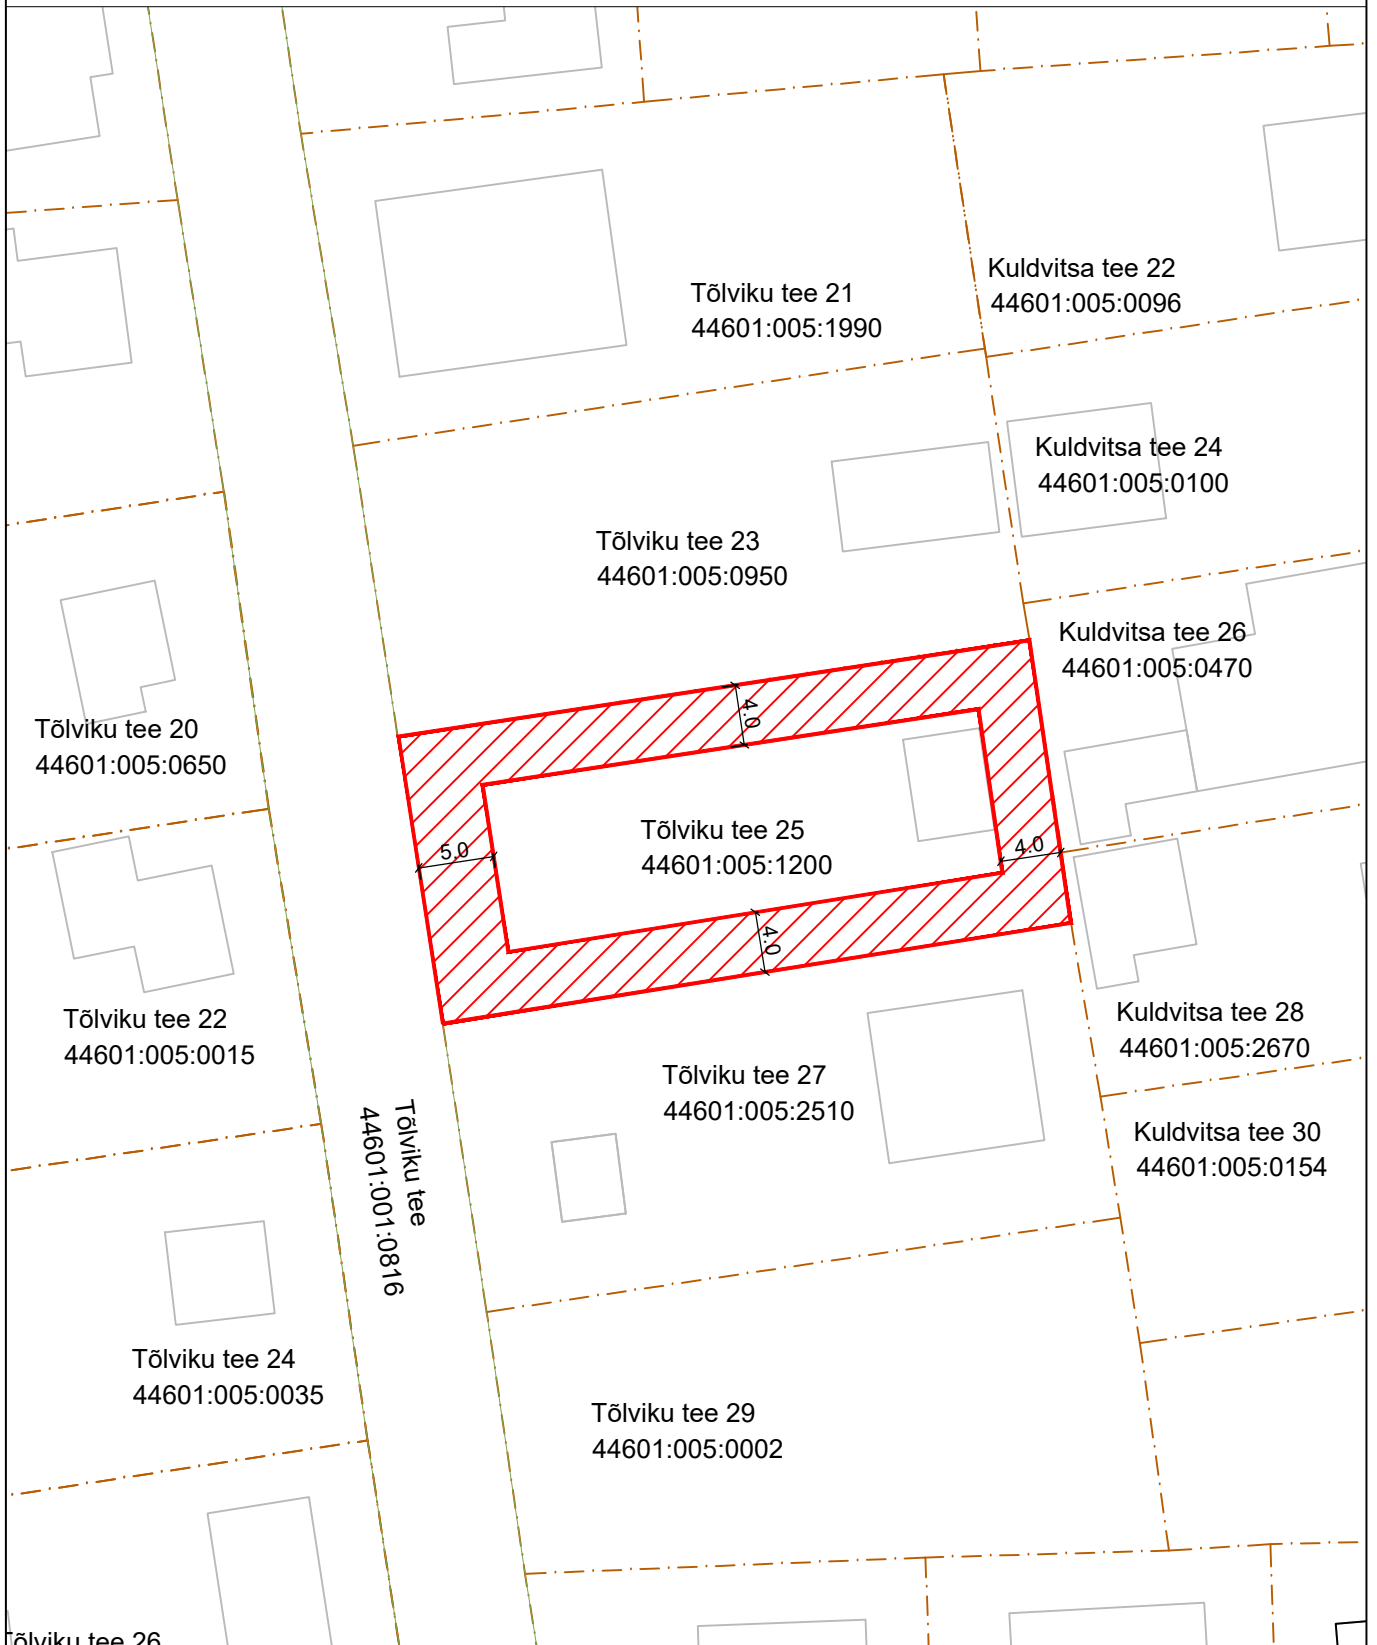 Kuldvitsa tee 22
44601:005:0096
Tõlviku tee 21
44601:005:1990
Kuldvitsa tee 24
44601:005:0100
Tõlviku tee 23
44601:005:0950
Kuldvitsa tee 26
44601:005:0470
4.0
Tõlviku tee 20
44601:005:0650
Tõlviku tee 25
44601:005:1200
5.0
4.0
4.0
Tõlviku tee 22
44601:005:0015
Kuldvitsa tee 28
44601:005:2670
Tõlviku tee 27
44601:005:2510
Tõlviku tee
44601:001:0816
Kuldvitsa tee 30
44601:005:0154
Tõlviku tee 24
44601:005:0035
Tõlviku tee 29
44601:005:0002
Tõlviku tee 26